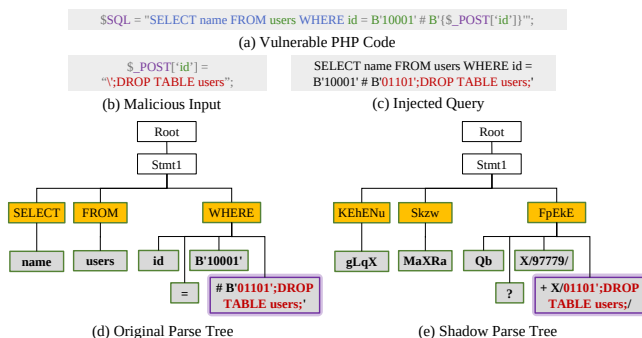 $SQL = "SELECT name FROM users WHERE id = B'10001' # B'{$_POST['id']}'";
(a) Vulnerable PHP Code
$_POST['id'] =
"\';DROP TABLE users";
(b) Malicious Input
SELECT name FROM users WHERE id =
B'10001' # B'01101';DROP TABLE users;'
(c) Injected Query
Root
Stmt1
SELECT
FROM
WHERE
name
users
id
B'10001'
=
# B'01101';DROP
TABLE users;'
(d) Original Parse Tree
Root
Stmt1
KEhENu
Skzw
FpEkE
gLqX
MaXRa
Qb
X/97779/
?
+ X/01101';DROP
TABLE users;/
(e) Shadow Parse Tree